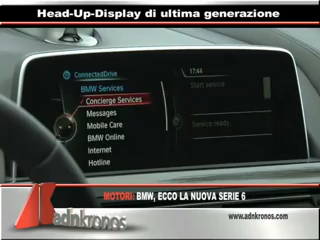 Head-Up-Display di ultima generazione
ConnectedDrive
17:44
BMW Services
Start service
Concierge Services
Messages
Mobile Care
Service ready.
BMW Online
Internet
Hotline
MOTORI: BMW, ECCO LA NUOVA SERIE 6
adnkronos
www.adnkronos.com